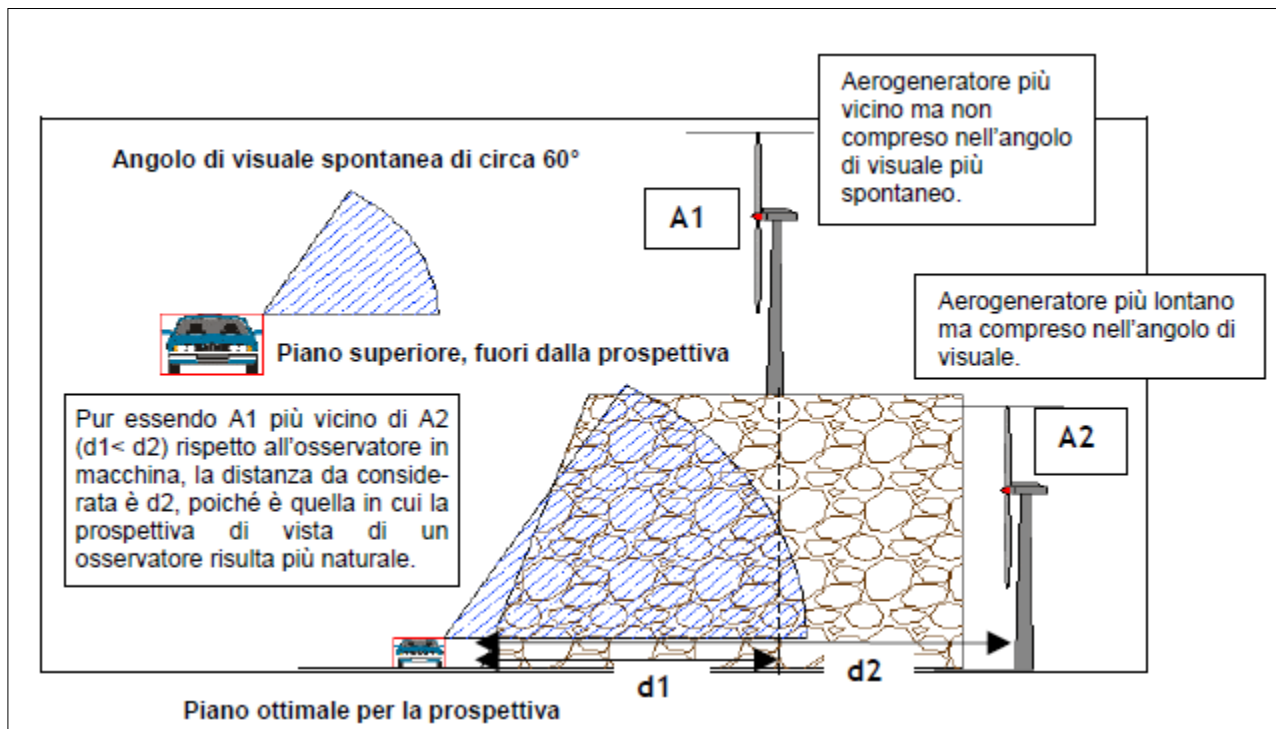 Aerogeneratore più
vicino ma non
compreso nell'angolo
di visuale più
spontaneo.
Angolo di visuale spontanea di circa 60°
A1
Aerogeneratore più lontano
ma compreso nell'angolo di
visuale.
Piano superiore, fuori dalla prospettiva
Pur essendo A1 più vicino di A2
(d1< d2) rispetto all'osservatore in
macchina, la distanza da conside-
rata è d2, poiché è quella in cui la
prospettiva di vista di un
osservatore risulta più naturale.
A2
d1
d2
Piano ottimale per la prospettiva